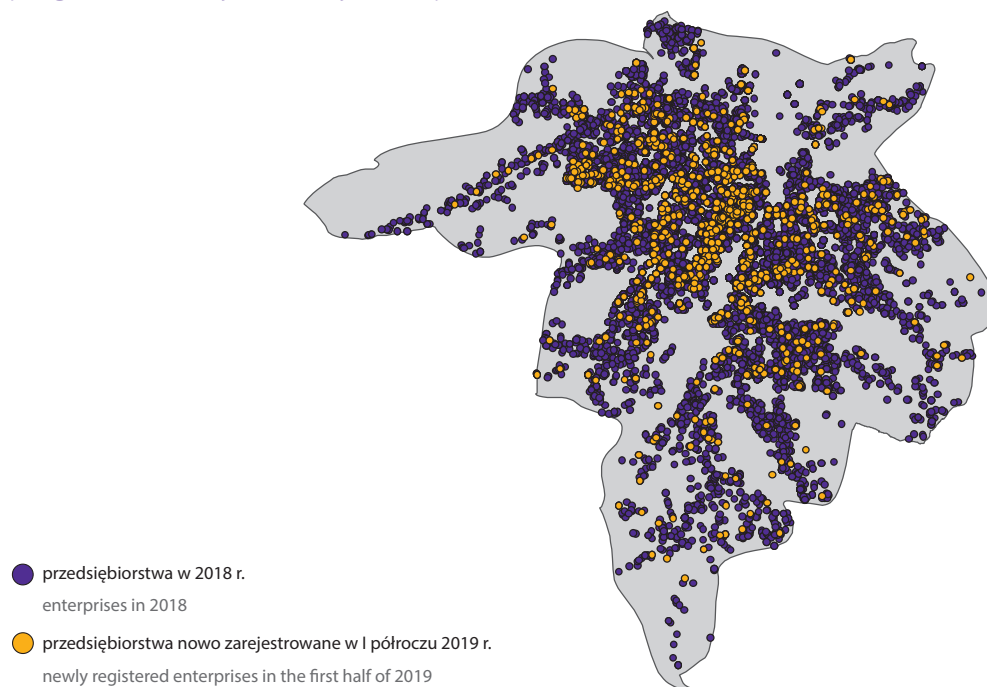 przedsiębiorstwa w 2018 r.
enterprises in 2018
przedsiębiorstwa nowo zarejestrowane w I półroczu 2019 r.
newly registered enterprises in the first half of 2019